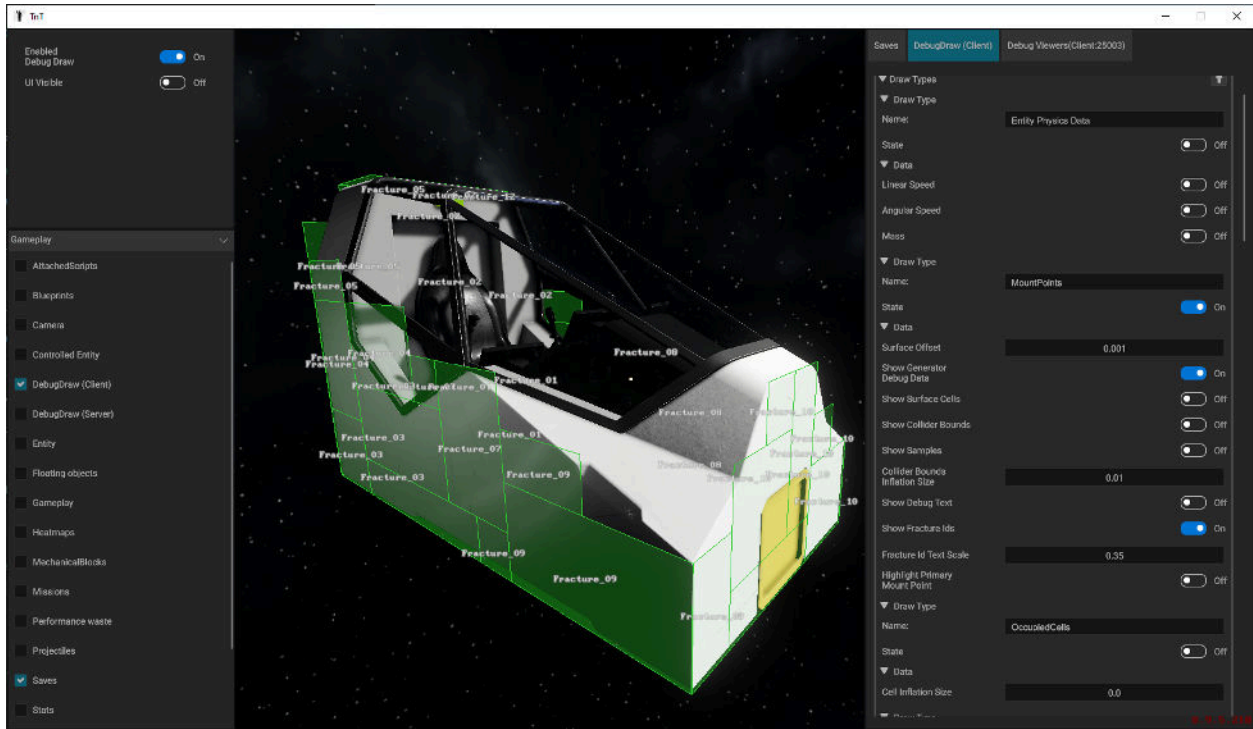 TnT
Enabled
Debug Draw
On
UI Visible
Off
Gameplay
AttachedScripts
Blueprints
Camera
Controlled Entity
DebugDraw (Client)
DebugDraw (Server)
Entity
Floating objects
Gameplay
Heatmaps
MechanicalBlocks
Missions
Performance waste
Projectiles
Saves
Stats
Fracture_05
Fracture_02
Fracture_02
Fracture_05
Fracture_04
Fracture_01
Fracture_08
Fracture_08
Fracture_03
Fracture_01
Fracture_07
Fracture_03
Fracture_03
Fracture_09
Fracture_08
Fracture_10
Fracture_10
Fracture_09
Fracture_09
Saves
DebugDraw (Client)
Debug Viewers(Client:25003)
Draw Types
Draw Type
Name: Entity Physics Data
State Off
Data
Linear Speed Off
Angular Speed Off
Mass Off
Draw Type
Name: MountPoints
State On
Data
Surface Offset 0.001
Show Generator
Debug Data On
Show Surface Cells Off
Show Collider Bounds Off
Show Samples Off
Collider Bounds
Inflation Size 0.01
Show Debug Text Off
Show Fracture Ids On
Fracture Id Text Scale 0.35
Highlight Primary
Mount Point Off
Draw Type
Name: OccupiedCells
State Off
Data
Cell Inflation Size 0.0